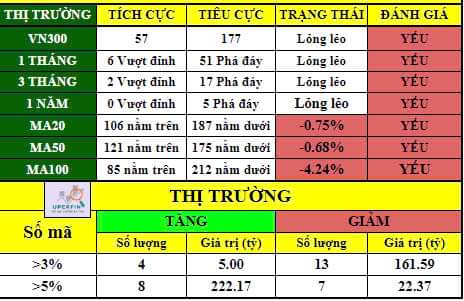 THỊ TRƯỜNG TÍCH CỰC TIÊU CỰC TRẠNG THÁI ĐÁNH GIÁ
VN300 57 177 Lỏng lẻo YẾU
1 THÁNG 6 Vượt đỉnh 51 Phá đáy Lỏng lẻo YẾU
3 THÁNG 2 Vượt đỉnh 17 Phá đáy Lỏng lẻo YẾU
1 NĂM 0 Vượt đỉnh 5 Phá đáy Lỏng lẻo YẾU
MA20 106 nằm trên 187 nằm dưới -0.75% YẾU
MA50 121 nằm trên 175 nằm dưới -0.68% YẾU
MA100 85 nằm trên 212 nằm dưới -4.24% YẾU
UPERFIN
THỊ TRƯỜNG
Số mã TĂNG GIẢM
Số lượng Giá trị (tỷ) Số lượng Giá trị (tỷ)
>3% 4 5.00 13 161.59
>5% 8 222.17 7 22.37